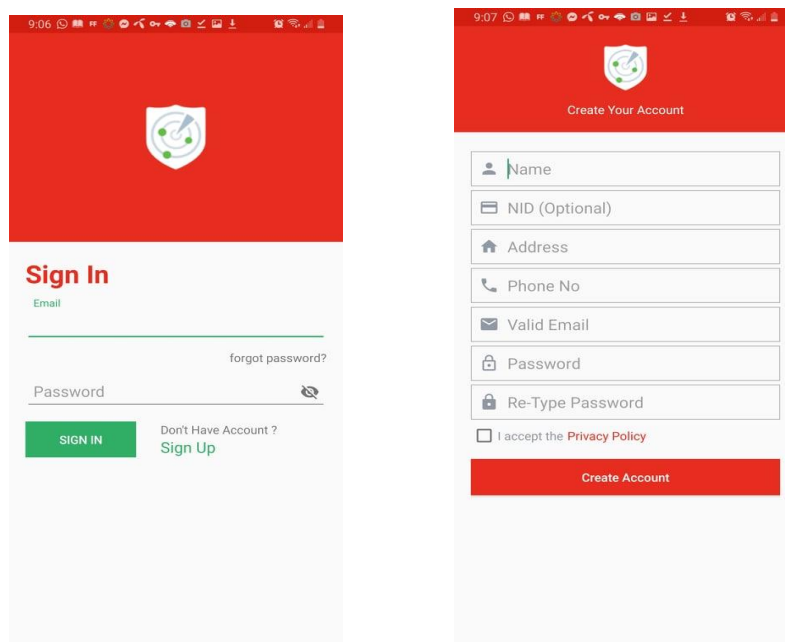 9:06
Sign In
Email
forgot password?
Password
SIGN IN
Don't Have Account ?
Sign Up
9:07
Create Your Account
Name
NID (Optional)
Address
Phone No
Valid Email
Password
Re-Type Password
I accept the Privacy Policy
Create Account